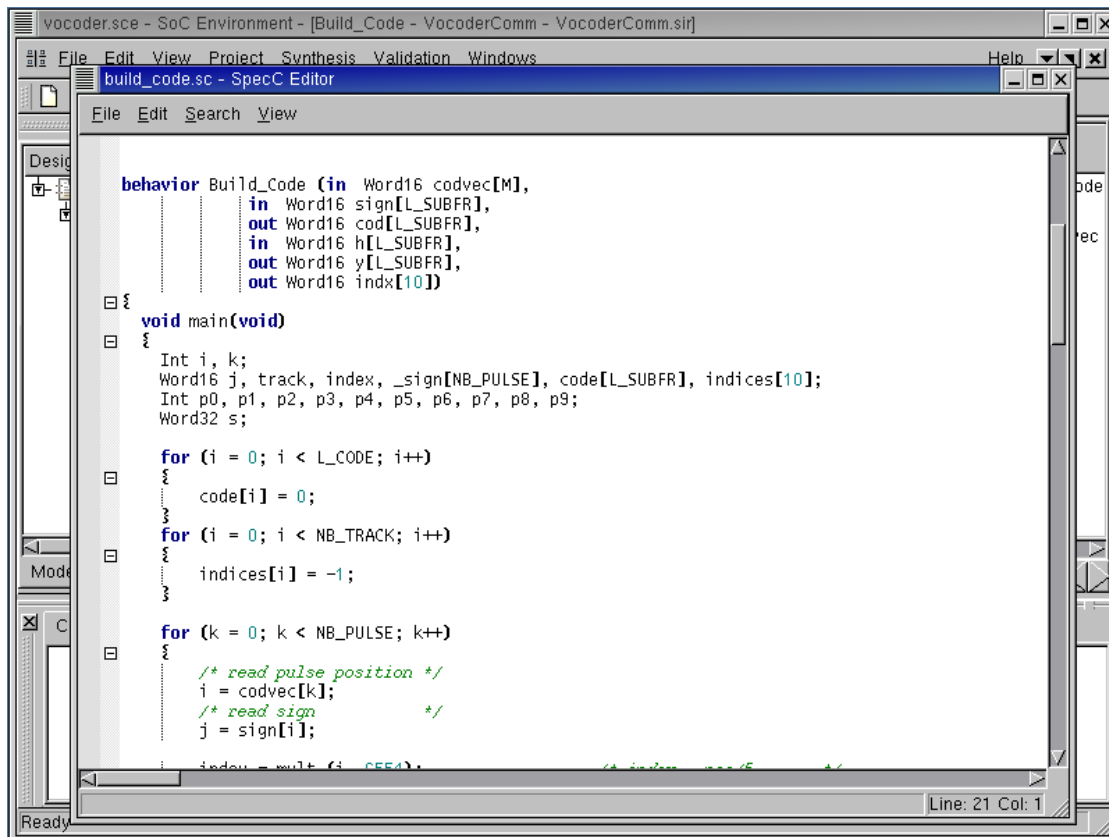 vocoder.sce - SoC Environment - [Build_Code - VocoderComm - VocoderComm.sir]
File Edit View Project Synthesis Validation Windows Help
build_code.sc - SpecC Editor
File Edit Search View
Desig
behavior Build_Code (in Word16 codvec[M],
in Word16 sign[L_SUBFR],
out Word16 cod[L_SUBFR],
in Word16 h[L_SUBFR],
out Word16 y[L_SUBFR],
out Word16 indx[10])
{
void main(void)
{
Int i, k;
Word16 j, track, index, _sign[NB_PULSE], code[L_SUBFR], indices[10];
Int p0, p1, p2, p3, p4, p5, p6, p7, p8, p9;
Word32 s;
for (i = 0; i < L_CODE; i++)
{
code[i] = 0;
}
for (i = 0; i < NB_TRACK; i++)
{
indices[i] = -1;
}
for (k = 0; k < NB_PULSE; k++)
{
/* read pulse position */
i = codvec[k];
/* read sign */
j = sign[i];
ode
vec
Mode
C
Line: 21 Col: 1
Ready